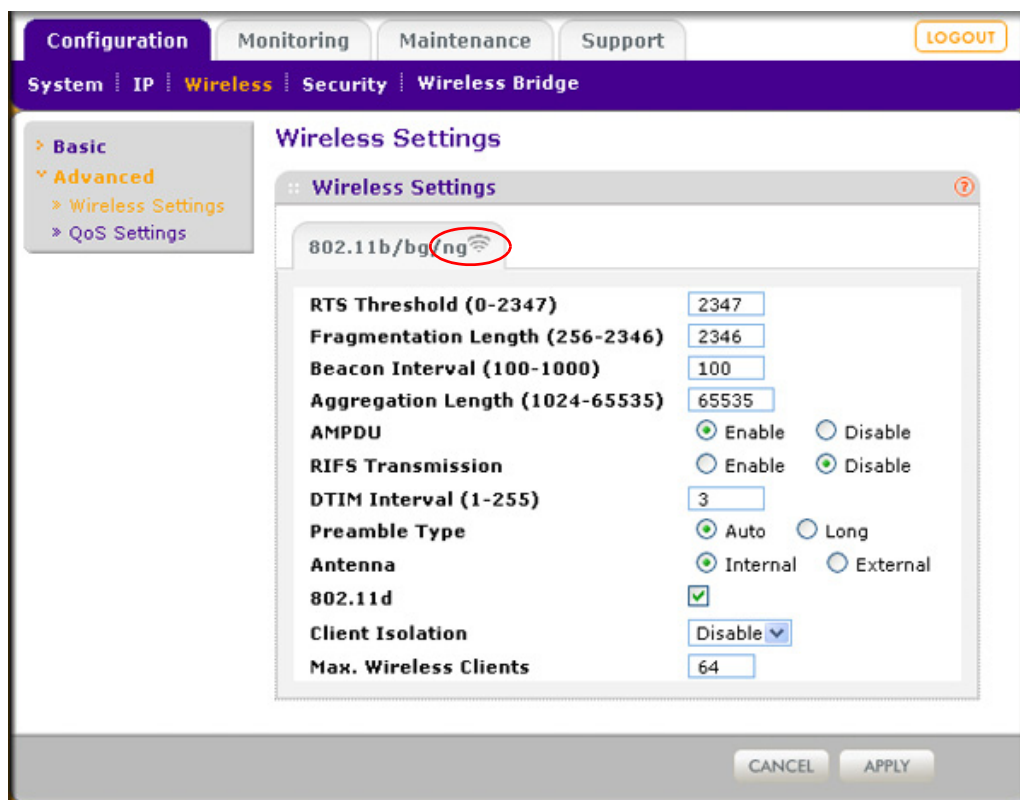 Configuration Monitoring Maintenance Support LOGOUT
System IP Wireless Security Wireless Bridge
Basic
Advanced
» Wireless Settings
» QoS Settings
Wireless Settings
Wireless Settings ?
802.11b/bg/ng
RTS Threshold (0-2347) 2347
Fragmentation Length (256-2346) 2346
Beacon Interval (100-1000) 100
Aggregation Length (1024-65535) 65535
AMPDU Enable Disable
RIFS Transmission Enable Disable
DTIM Interval (1-255) 3
Preamble Type Auto Long
Antenna Internal External
802.11d
Client Isolation Disable
Max. Wireless Clients 64
CANCEL APPLY